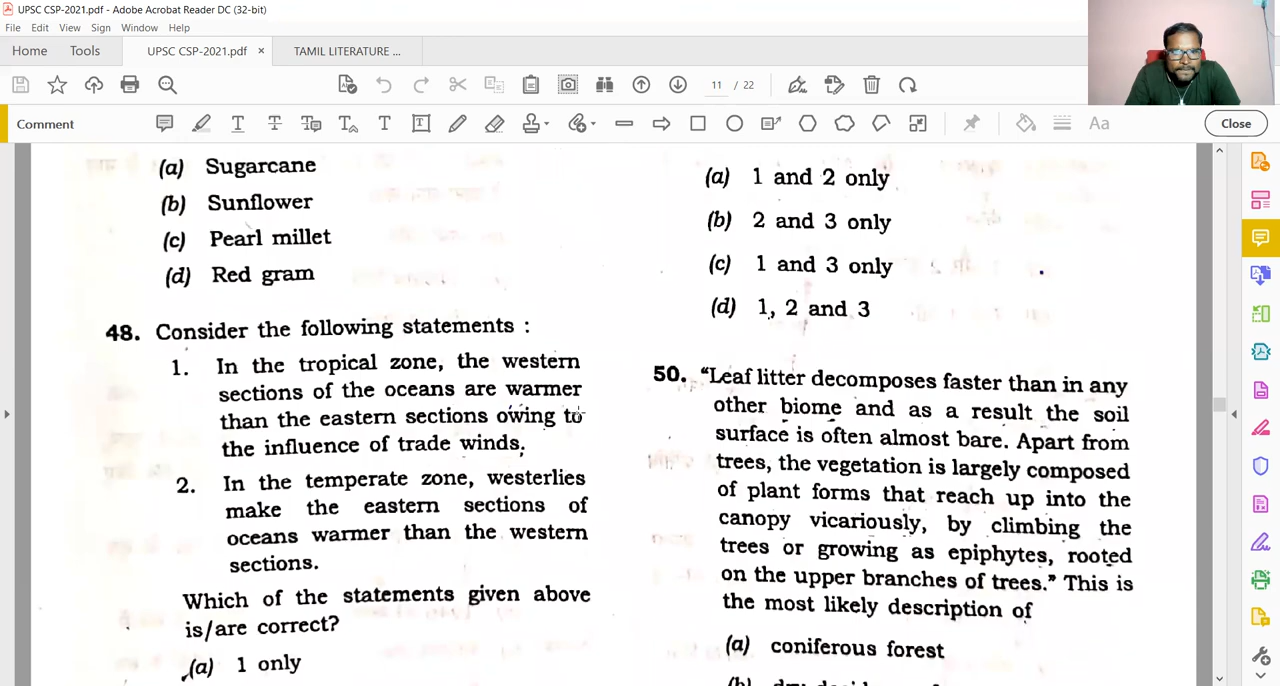 UPSC CSP-2021.pdf - Adobe Acrobat Reader DC (32-bit)
File Edit View Sign Window Help
Home Tools UPSC CSP-2021.pdf × TAMIL LITERATURE ...
11 / 22
Comment
Aa
Close
(a) Sugarcane
(b) Sunflower
(c) Pearl millet
(d) Red gram
48. Consider the following statements :
1. In the tropical zone, the western
sections of the oceans are warmer
than the eastern sections owing to
the influence of trade winds.
2. In the temperate zone, westerlies
make the eastern sections of
oceans warmer than the western
sections.
Which of the statements given above
is/are correct?
(a) 1 only
(a) 1 and 2 only
(b) 2 and 3 only
(c) 1 and 3 only
(d) 1, 2 and 3
50. “Leaf litter decomposes faster than in any
other biome and as a result the soil
surface is often almost bare. Apart from
trees, the vegetation is largely composed
of plant forms that reach up into the
canopy vicariously, by climbing the
trees or growing as epiphytes, rooted
on the upper branches of trees.” This is
the most likely description of
(a) coniferous forest